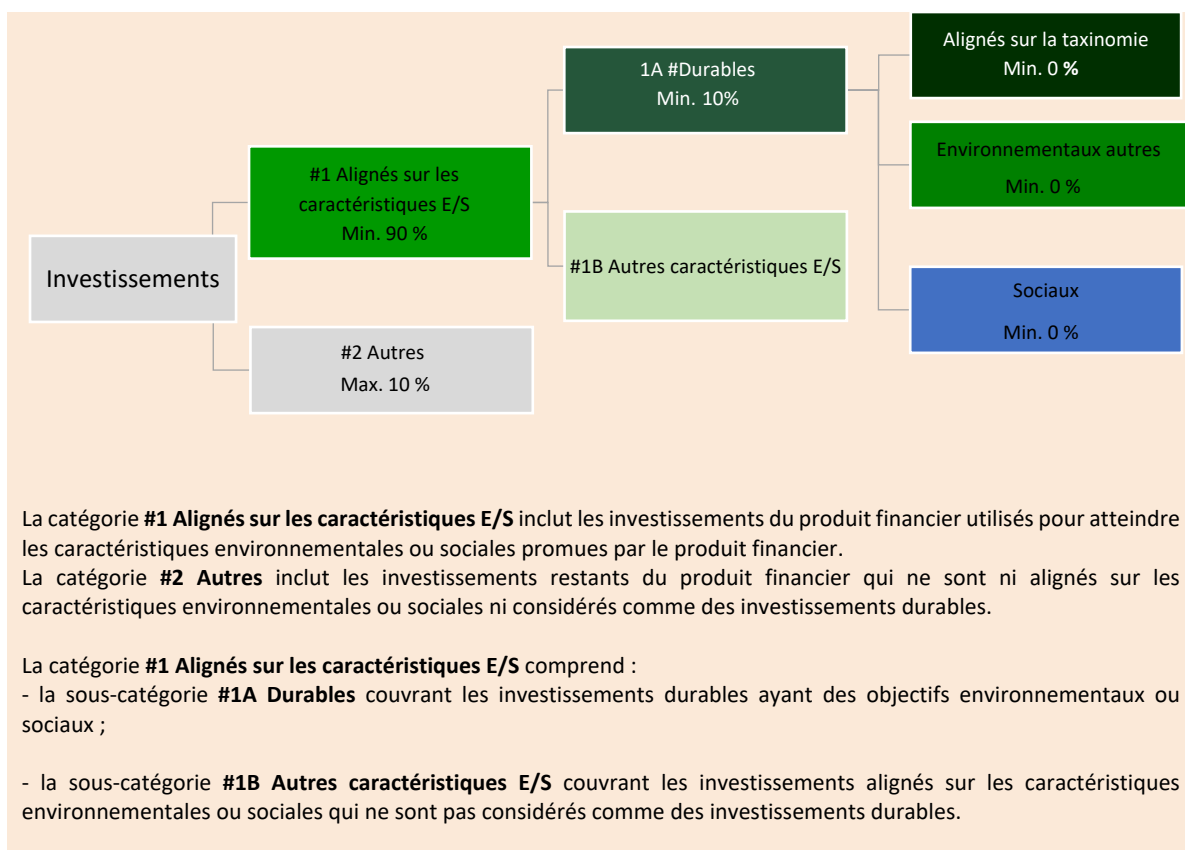 Investissements
#1 Alignés sur les
caractéristiques E/S
Min. 90 %
#2 Autres
Max. 10 %
1A #Durables
Min. 10%
#1B Autres caractéristiques E/S
Alignés sur la taxinomie
Min. 0 %
Environnementaux autres
Min. 0 %
Sociaux
Min. 0 %
La catégorie #1 Alignés sur les caractéristiques E/S inclut les investissements du produit financier utilisés pour atteindre
les caractéristiques environnementales ou sociales promues par le produit financier.
La catégorie #2 Autres inclut les investissements restants du produit financier qui ne sont ni alignés sur les
caractéristiques environnementales ou sociales ni considérés comme des investissements durables.
La catégorie #1 Alignés sur les caractéristiques E/S comprend :
- la sous-catégorie #1A Durables couvrant les investissements durables ayant des objectifs environnementaux ou
sociaux ;
- la sous-catégorie #1B Autres caractéristiques E/S couvrant les investissements alignés sur les caractéristiques
environnementales ou sociales qui ne sont pas considérés comme des investissements durables.